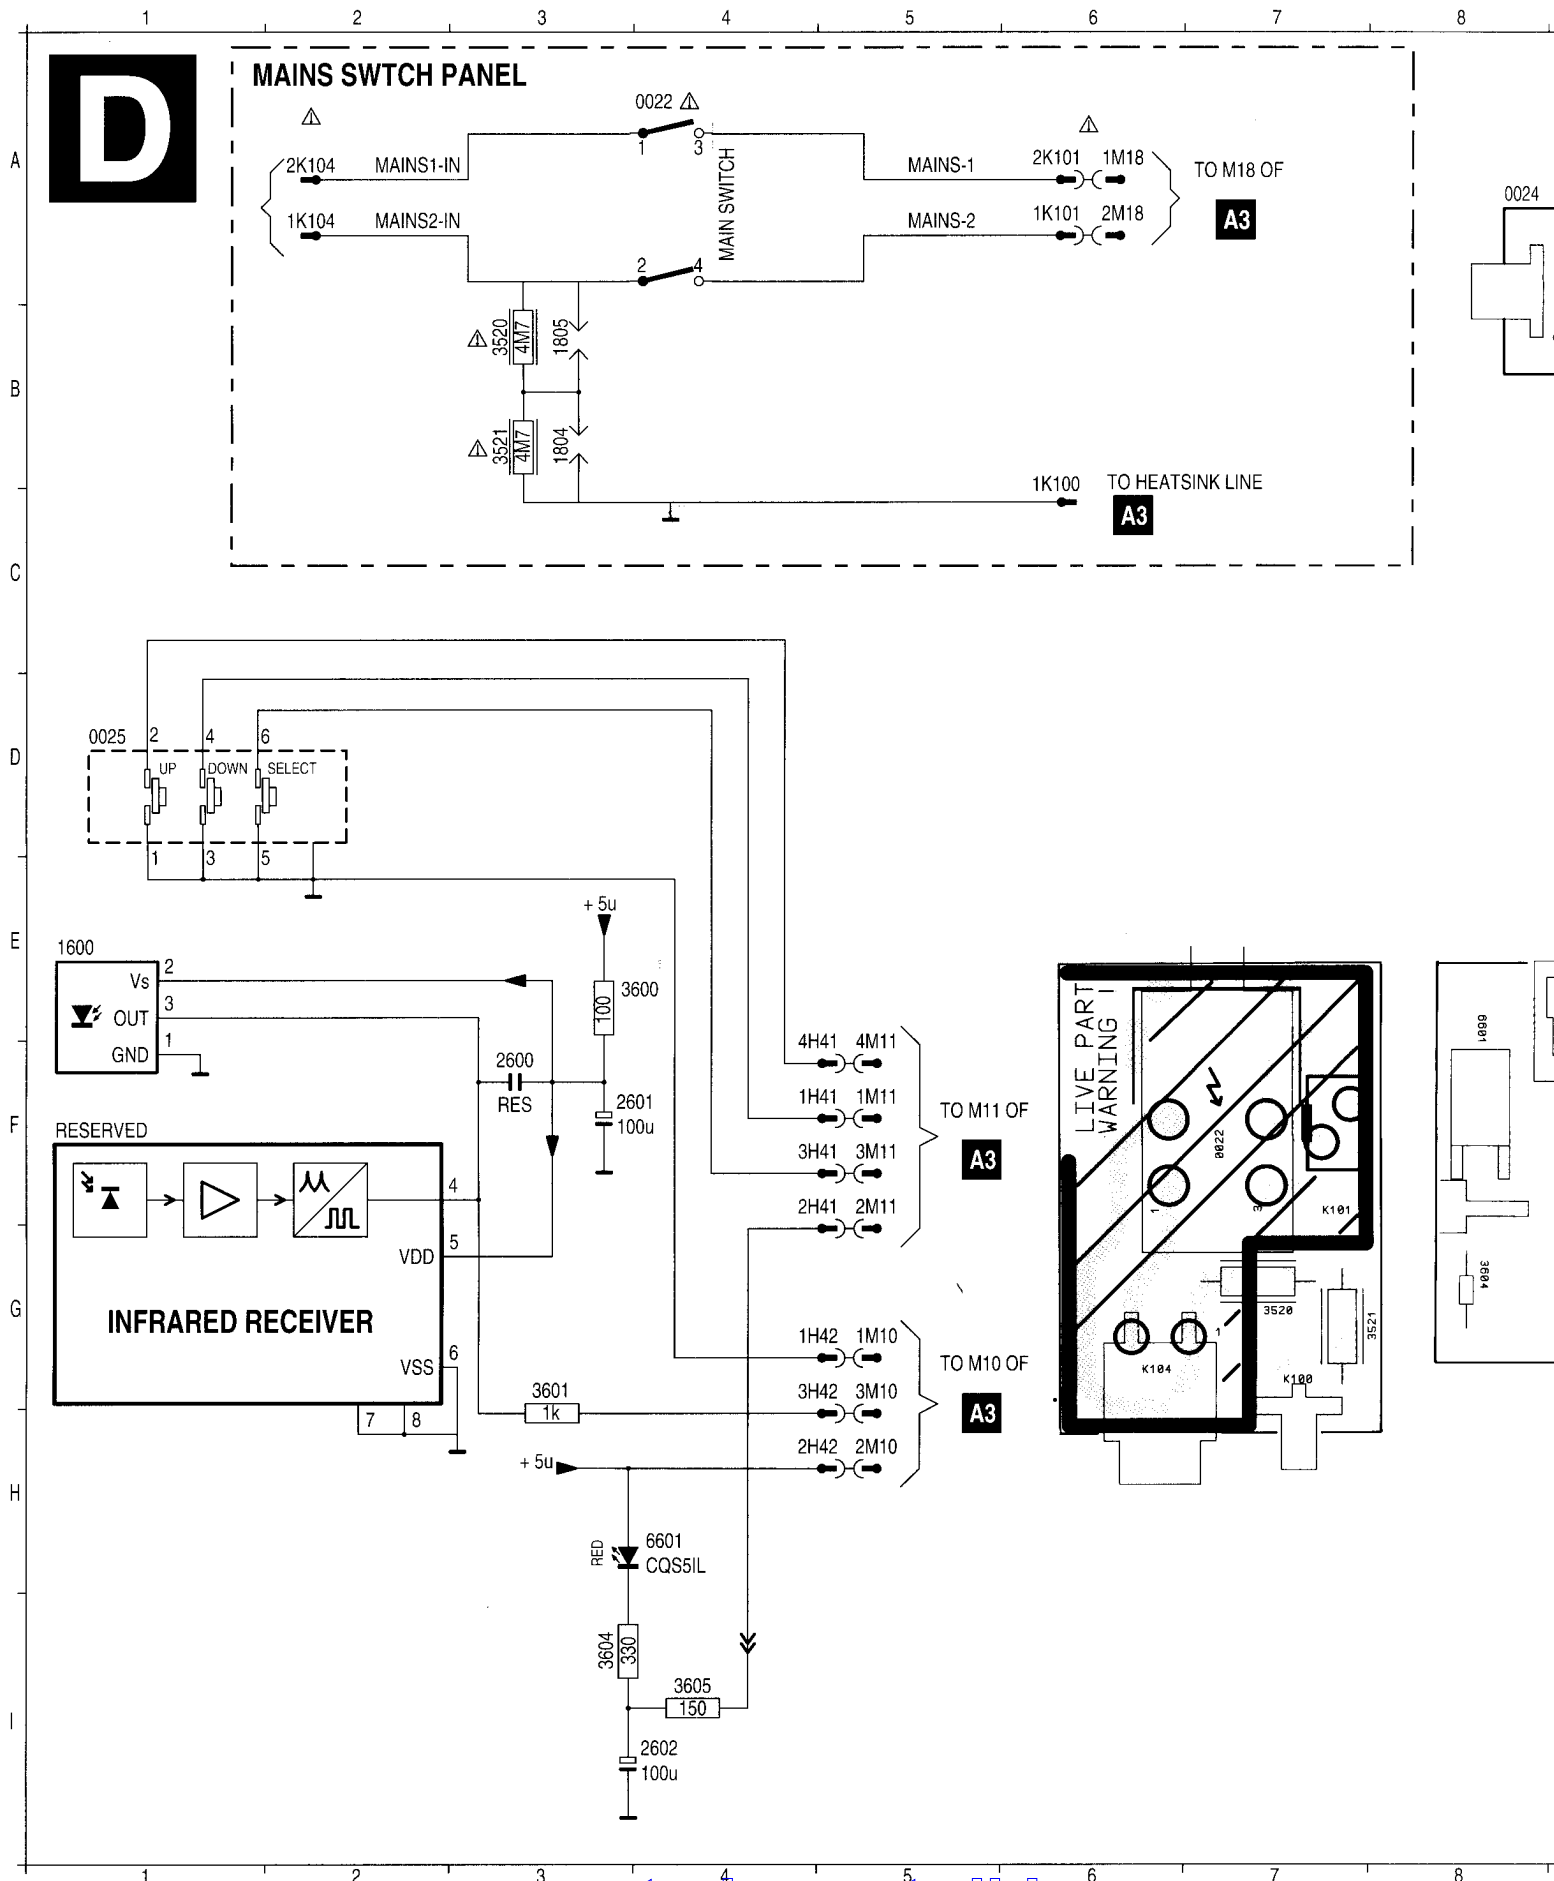 1 2 3 4 5 6 7 8
D
MAINS SWTCH PANEL
0022
1 3
A
2K104 MAINS1-IN
MAIN SWITCH
MAINS-1 2K101 1M18
TO M18 OF
A3
0024
1K104 MAINS2-IN
MAINS-2 1K101 2M18
2 4
3520
4M7
1805
B
3521
4M7
1804
1K100 TO HEATSINK LINE
A3
C
0025 2 4 6
D
UP DOWN SELECT
1 3 5
+ 5u
E
1600
Vs 2
OUT 3
GND 1
3600
100
2600
RES
2601
100u
4H41 4M11
1H41 1M11
TO M11 OF
A3
3H41 3M11
2H41 2M11
F
RESERVED
4
VDD 5
G
INFRARED RECEIVER
VSS 6
7 8
3601
1k
1H42 1M10
TO M10 OF
A3
3H42 3M10
2H42 2M10
+ 5u
H
RED
6601
CQS5IL
3604
330
3605
150
I
2602
100u
LIVE PART
WARNING !
0022
1 3
K101
3520
3521
1
K104
K100
6601
3604
1 2 3 4 5 6 7 8